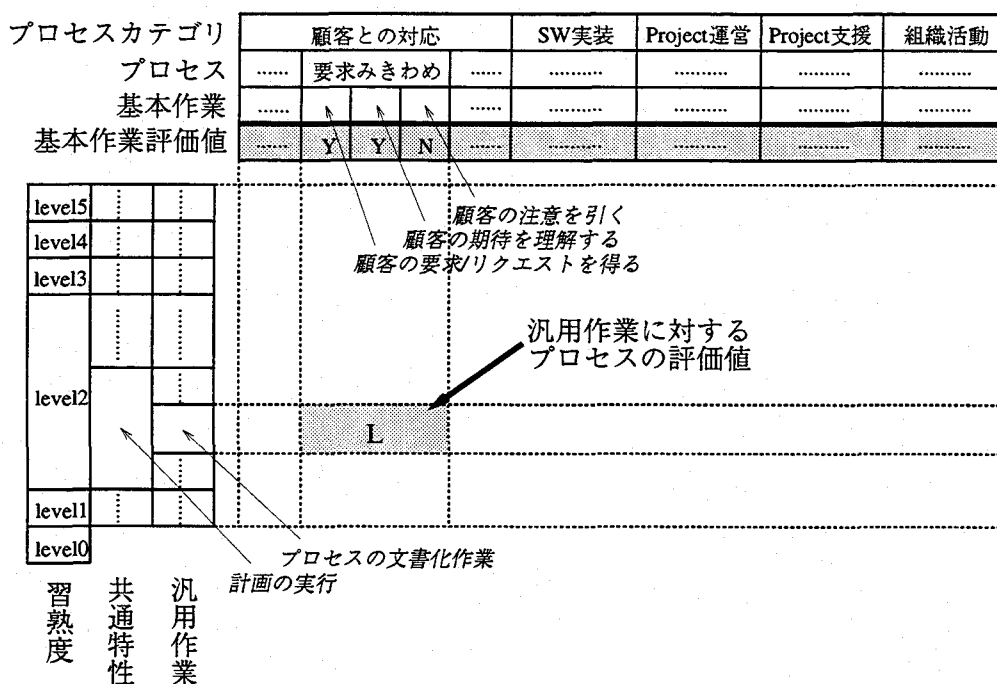 プロセスカテゴリ 顧客との対応 SW実装 Project運営 Project支援 組織活動
プロセス ...... 要求みきわめ ...... .......... .......... .......... ..........
基本作業 ...... ...... .......... .......... .......... ..........
基本作業評価値 ...... Y Y N ...... .......... .......... .......... ..........
level5
level4
level3
level2
level1
level0
顧客の注意を引く
顧客の期待を理解する
顧客の要求/リクエストを得る
汎用作業に対する
プロセスの評価値
L
プロセスの文書化作業
計画の実行
習熟度
共通特性
汎用作業